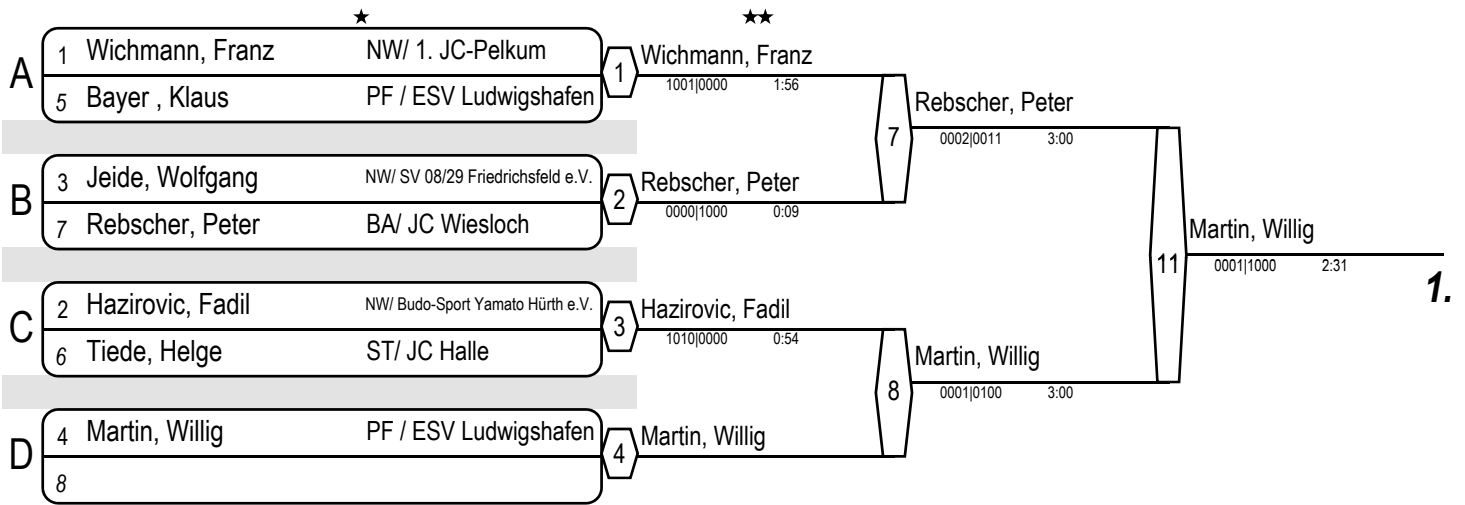 ★ ★★
A
1 Wichmann, Franz NW/ 1. JC-Pelkum
5 Bayer , Klaus PF / ESV Ludwigshafen
1
Wichmann, Franz
1001|0000 1:56
B
3 Jeide, Wolfgang NW/ SV 08/29 Friedrichsfeld e.V.
7 Rebscher, Peter BA/ JC Wiesloch
2
Rebscher, Peter
0000|1000 0:09
7
Rebscher, Peter
0002|0011 3:00
C
2 Hazirovic, Fadil NW/ Budo-Sport Yamato Hürth e.V.
6 Tiede, Helge ST/ JC Halle
3
Hazirovic, Fadil
1010|0000 0:54
D
4 Martin, Willig PF / ESV Ludwigshafen
8
4
Martin, Willig
8
Martin, Willig
0001|0100 3:00
11
Martin, Willig
0001|1000 2:31
1.